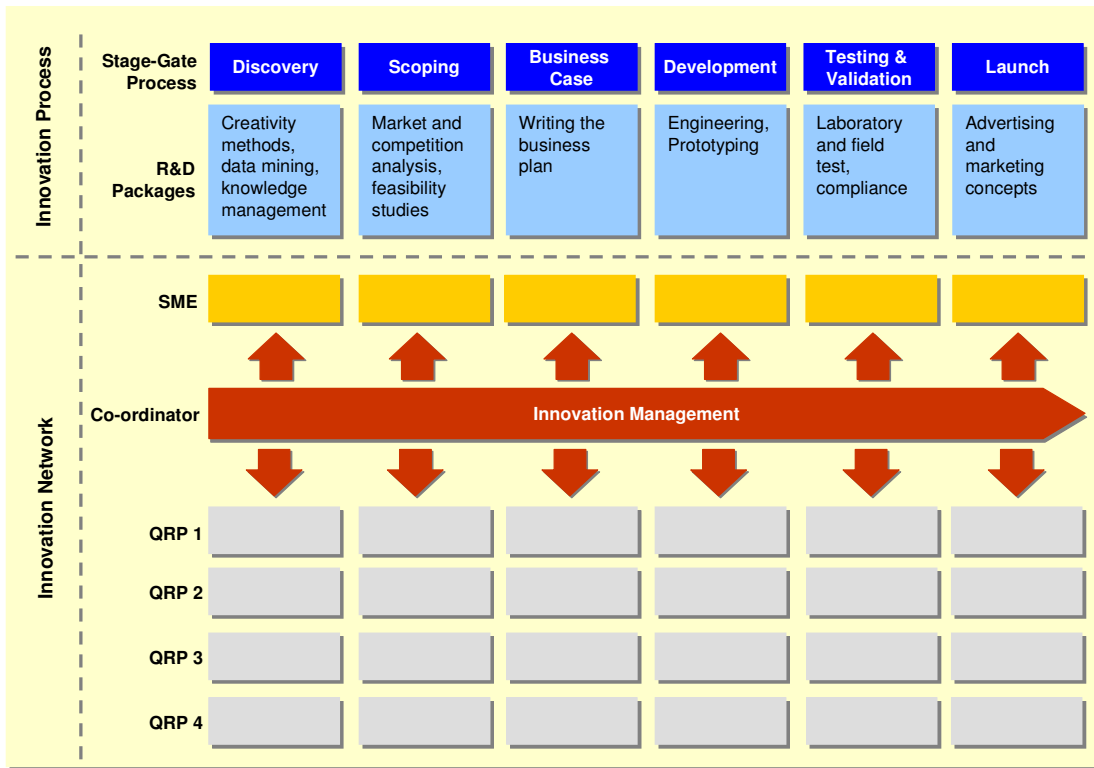 Innovation Process
Stage-Gate
Process
Discovery
Scoping
Business
Case
Development
Testing &
Validation
Launch
R&D
Packages
Creativity
methods,
data mining,
knowledge
management
Market and
competition
analysis,
feasibility
studies
Writing the
business
plan
Engineering,
Prototyping
Laboratory
and field
test,
compliance
Advertising
and
marketing
concepts
Innovation Network
SME
Co-ordinator
Innovation Management
QRP 1
QRP 2
QRP 3
QRP 4